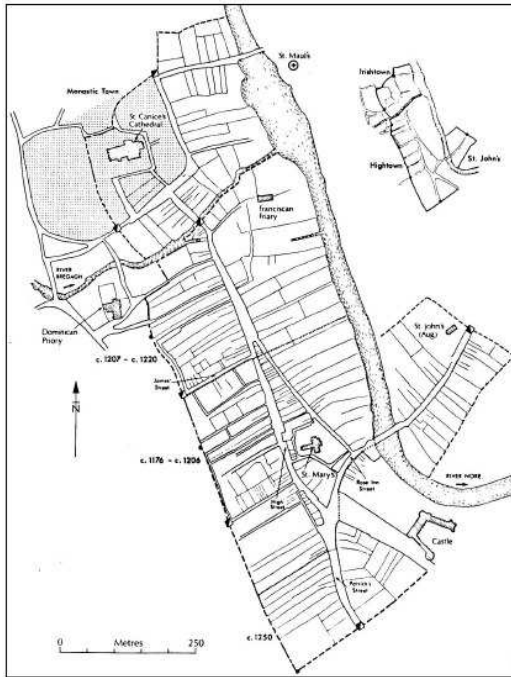 St. Maul's
Irishtown
Monastic Town
St Canice's
Cathedral
Hightown
St. John's
Franciscan
Friary
RIVER
BREGAGH
Dominican
Priory
St. John's
(Aug)
c. 1207 – c. 1220
James'
Street
N
c. 1176 – c. 1206
St. Mary's
High
Street
Rose Inn
Street
RIVER NORE
Castle
Patrick's
Street
c. 1250
0 Metres 250